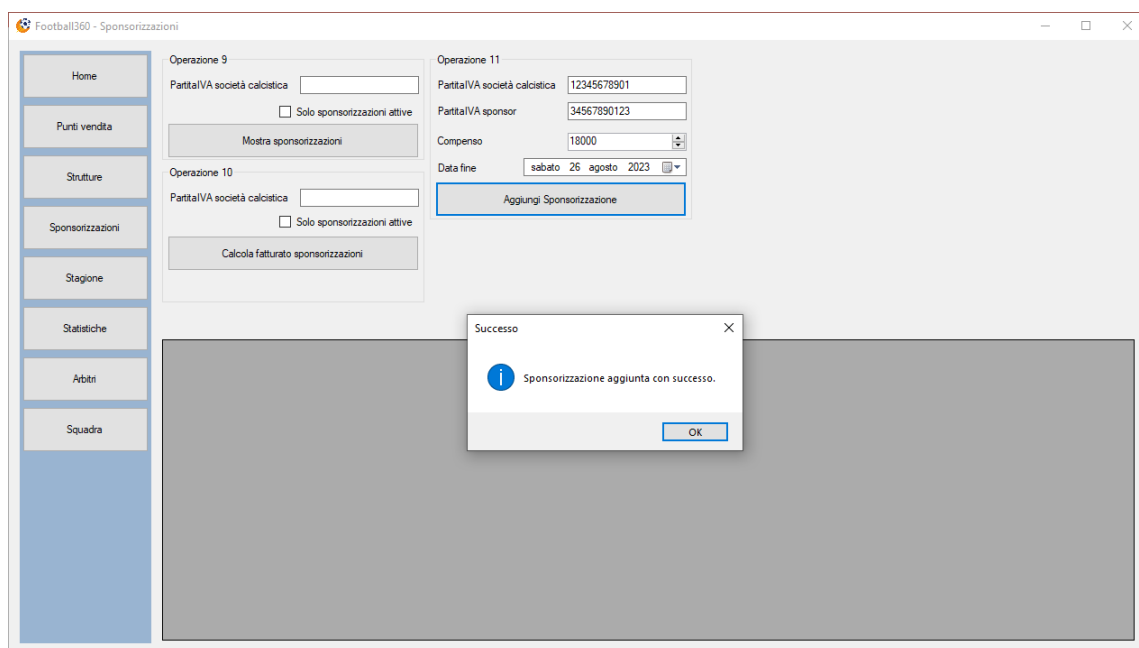 Football360 - Sponsorizzazioni
Home
Punti vendita
Strutture
Sponsorizzazioni
Stagione
Statistiche
Arbitri
Squadra
Operazione 9
PartitaIVA società calcistica
Solo sponsorizzazioni attive
Mostra sponsorizzazioni
Operazione 10
PartitaIVA società calcistica
Solo sponsorizzazioni attive
Calcola fatturato sponsorizzazioni
Operazione 11
PartitaIVA società calcistica 12345678901
PartitaIVA sponsor 34567890123
Compenso 18000
Data fine sabato 26 agosto 2023
Aggiungi Sponsorizzazione
Successo
Sponsorizzazione aggiunta con successo.
OK